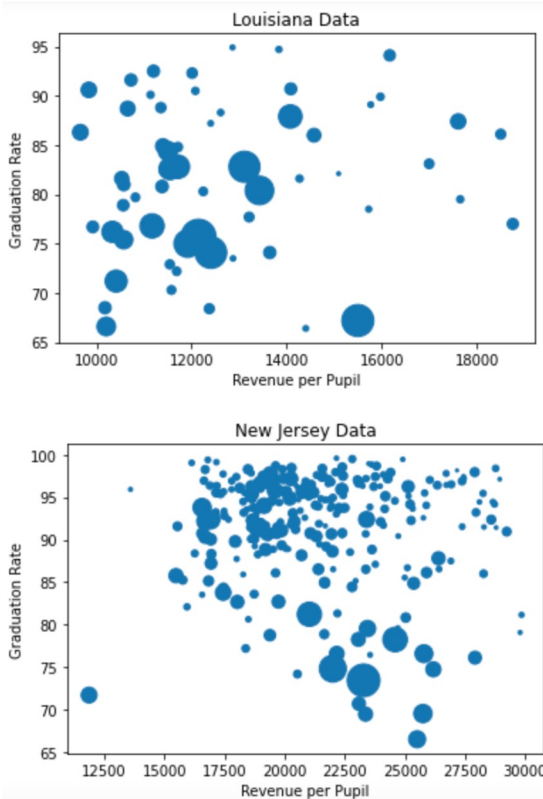 Louisiana Data
95
90
85
80
75
70
65
Graduation Rate
10000 12000 14000 16000 18000
Revenue per Pupil
New Jersey Data
100
95
90
85
80
75
70
65
Graduation Rate
12500 15000 17500 20000 22500 25000 27500 30000
Revenue per Pupil